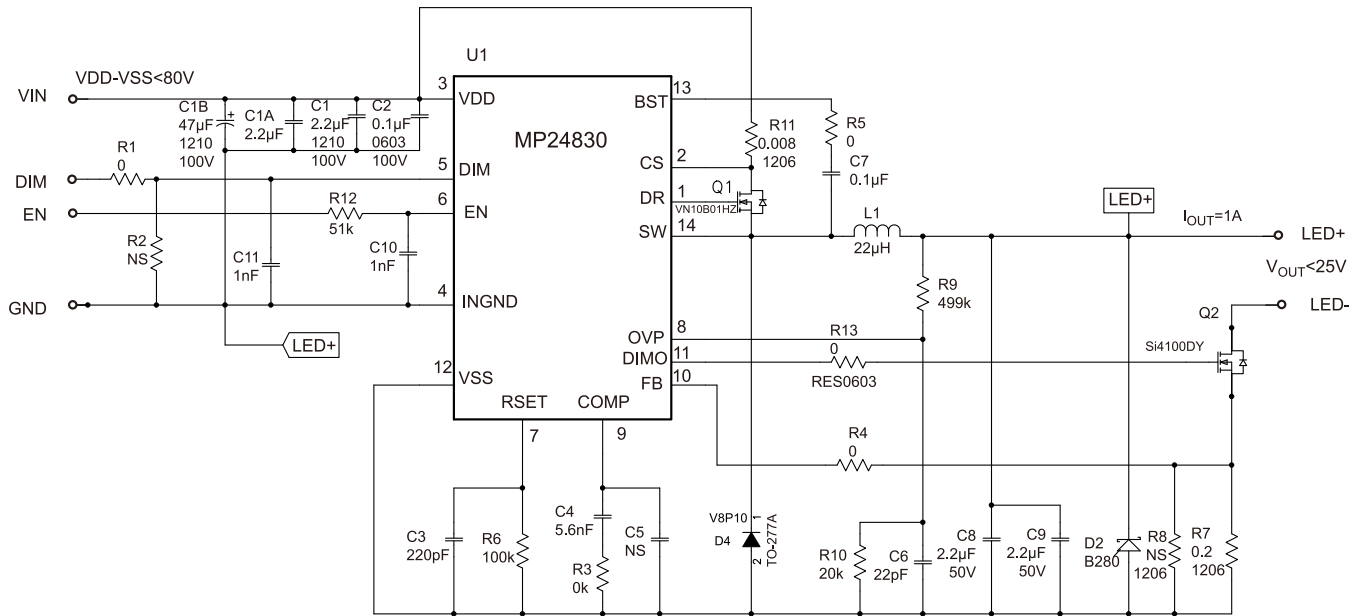 U1
VDD-VSS<80V
VIN
3
VDD
13
BST
C1B
47µF
1210
100V
C1A
2.2µF
C1
2.2µF
1210
100V
C2
0.1µF
0603
100V
MP24830
R11
0.008
1206
R5
0
C7
0.1µF
R1
0
DIM
5
DIM
2
CS
EN
R12
51k
6
EN
1
DR
Q1
VN10B01HZ
14
SW
L1
22µH
LED+
IOUT=1A
LED+
VOUT<25V
LED-
R2
NS
C11
1nF
C10
1nF
GND
4
INGND
LED+
R9
499k
8
OVP
R13
0
RES0603
11
DIMO
Q2
Si4100DY
12
VSS
10
FB
RSET
COMP
7
9
R4
0
C3
220pF
R6
100k
C4
5.6nF
R3
0k
C5
NS
V8P10
1
D4
2
TO-277A
R10
20k
C6
22pF
C8
2.2µF
50V
C9
2.2µF
50V
D2
B280
R8
NS
1206
R7
0.2
1206